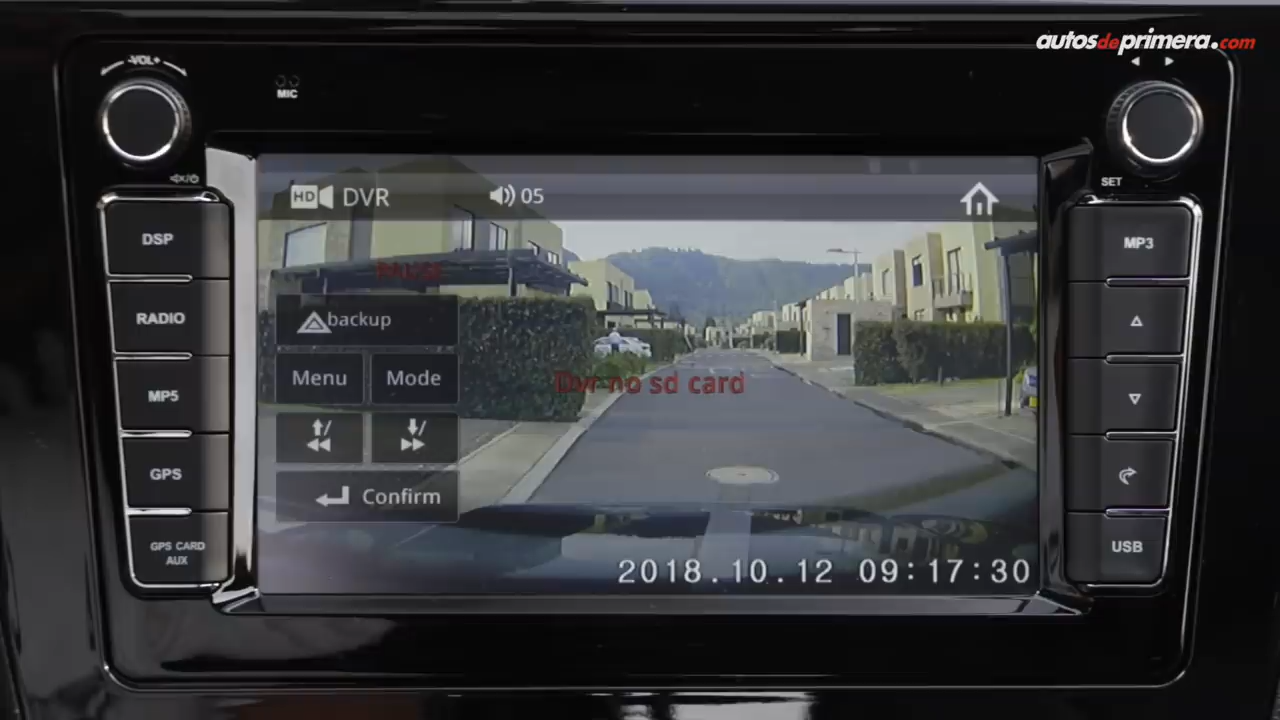 autosdeprimera.com
-VOL+
MIC
SET
HD DVR
05
DSP
RADIO
MP5
GPS
GPS CARD
AUX
backup
Menu
Mode
Confirm
Dvr no sd card
2018.10.12 09:17:30
MP3
USB